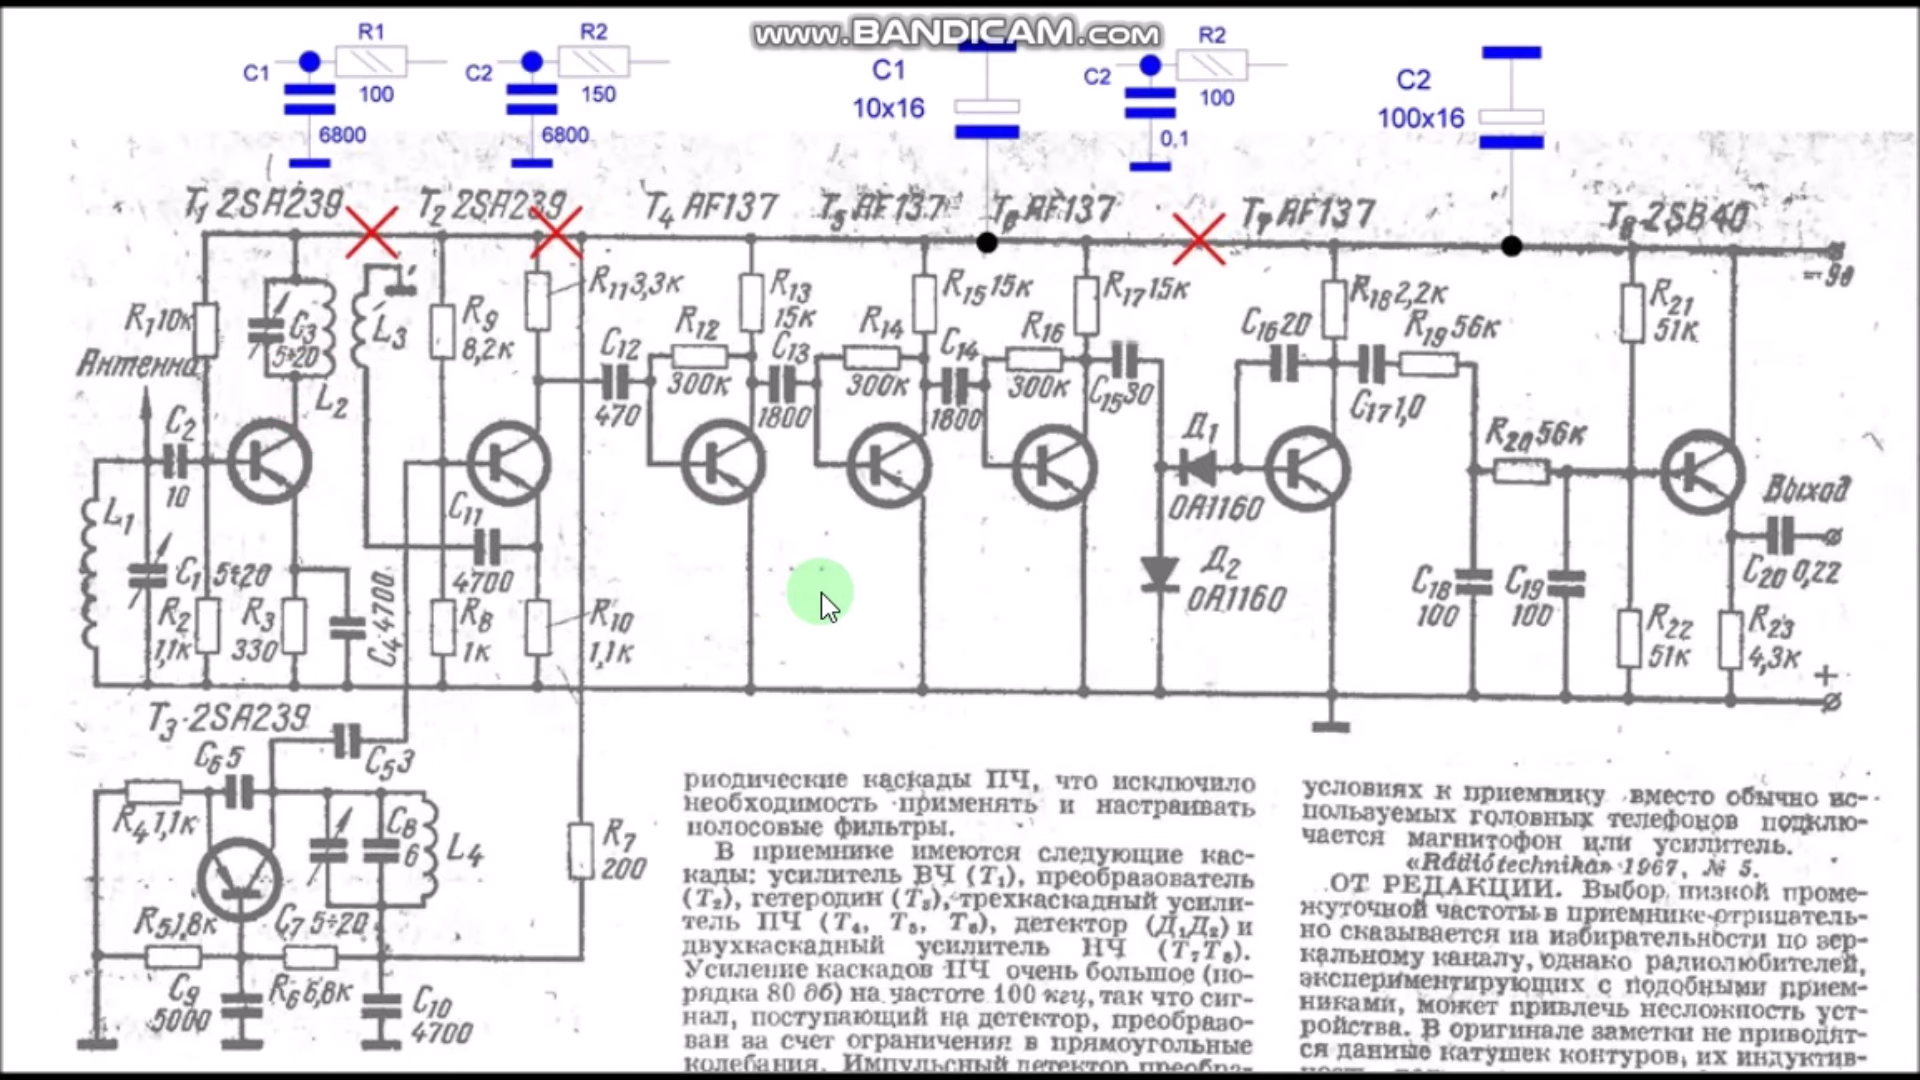 www.BANDICAM.com
R1
C1
100
6800
R2
C2
150
6800
C1
10x16
R2
C2
100
0,1
C2
100x16
T1 2SA239
T2 2SA239
T4 AF137
T5 AF137
T6 AF137
T7 AF137
T8 2SB40
-9в
R1 10к
C3
5÷20
L3
L2
R9
8,2к
R11 3,3к
C12
470
R12
300к
R13
15к
C13
1800
R14
300к
R15 15к
C14
1800
R16
300к
R17 15к
C15 30
C16 20
R18 2,2к
R19 56к
C17 1,0
R21
51к
Антенна
C2
10
L1
C1 5÷20
R2
1,1к
R3
330
C4 4700
C11
4700
R8
1к
R10
1,1к
Д1
ОА1160
Д2
ОА1160
R20 56к
C18
100
C19
100
R22
51к
R23
4,3к
Выход
C20 0,22
+
T3 2SA239
C6 5
C5 3
R4 1,1к
C8
6
L4
R7
200
R5 1,8к
C7 5÷20
C9
5000
R6 6,8к
C10
4700
риодические каскады ПЧ, что исключило
необходимость применять и настраивать
полосовые фильтры.
В приемнике имеются следующие кас-
кады: усилитель ВЧ (T1), преобразователь
(T2), гетеродин (T3), трехкаскадный усили-
тель ПЧ (T4, T5, T6), детектор (Д1Д2) и
двухкаскадный усилитель НЧ (T7T8).
Усиление каскадов ПЧ очень большое (по-
рядка 80 дб) на частоте 100 кгц, так что сиг-
нал, поступающий на детектор, преобразо-
ван за счет ограничения в прямоугольные
колебания. Импульсный детектор преобра-
условиях к приемнику вместо обычно ис-
пользуемых головных телефонов подклю-
чается магнитофон или усилитель.
«Rádiótechnika» 1967, № 5.
ОТ РЕДАКЦИИ. Выбор низкой проме-
жуточной частоты в приемнике отрицатель-
но сказывается на избирательности по зер-
кальному каналу, однако радиолюбителей,
экспериментирующих с подобными прием-
никами, может привлечь несложность уст-
ройства. В оригинале заметки не приводят-
ся данные катушек контуров, их индуктив-